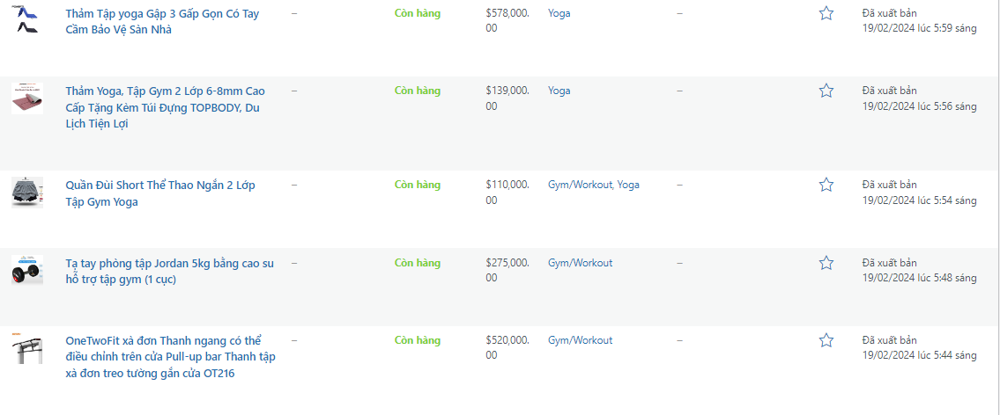 Thảm Tập yoga Gập 3 Gấp Gọn Có Tay
Cầm Bảo Vệ Sàn Nhà
–
Còn hàng
$578,000.
00
Yoga
–
Đã xuất bản
19/02/2024 lúc 5:59 sáng
Thảm Yoga, Tập Gym 2 Lớp 6-8mm Cao
Cấp Tặng Kèm Túi Đựng TOPBODY, Du
Lịch Tiện Lợi
–
Còn hàng
$139,000.
00
Yoga
–
Đã xuất bản
19/02/2024 lúc 5:56 sáng
Quần Đùi Short Thể Thao Ngắn 2 Lớp
Tập Gym Yoga
–
Còn hàng
$110,000.
00
Gym/Workout, Yoga
–
Đã xuất bản
19/02/2024 lúc 5:54 sáng
Tạ tay phòng tập Jordan 5kg bằng cao su
hỗ trợ tập gym (1 cục)
–
Còn hàng
$275,000.
00
Gym/Workout
–
Đã xuất bản
19/02/2024 lúc 5:48 sáng
OneTwoFit xà đơn Thanh ngang có thể
điều chỉnh trên cửa Pull-up bar Thanh tập
xà đơn treo tường gắn cửa OT216
–
Còn hàng
$520,000.
00
Gym/Workout
–
Đã xuất bản
19/02/2024 lúc 5:44 sáng